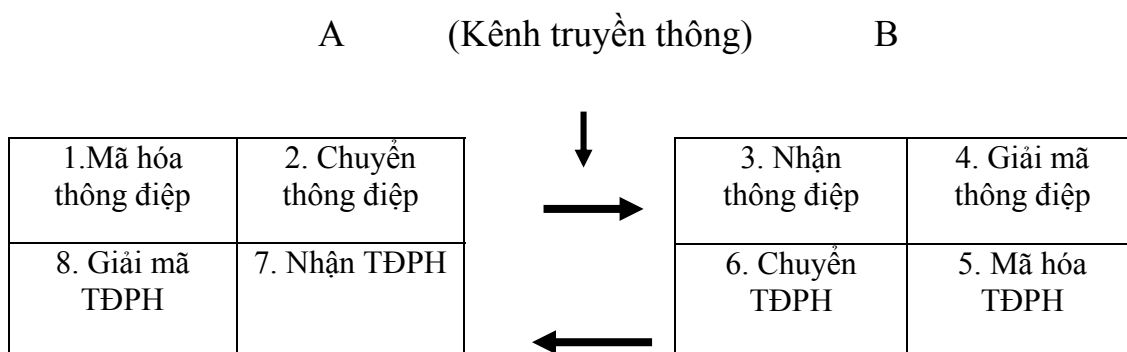 A (Kênh truyền thông) B
1.Mã hóa
thông điệp
2. Chuyển
thông điệp
3. Nhận
thông điệp
4. Giải mã
thông điệp
8. Giải mã
TĐPH
7. Nhận TĐPH
6. Chuyển
TĐPH
5. Mã hóa
TĐPH